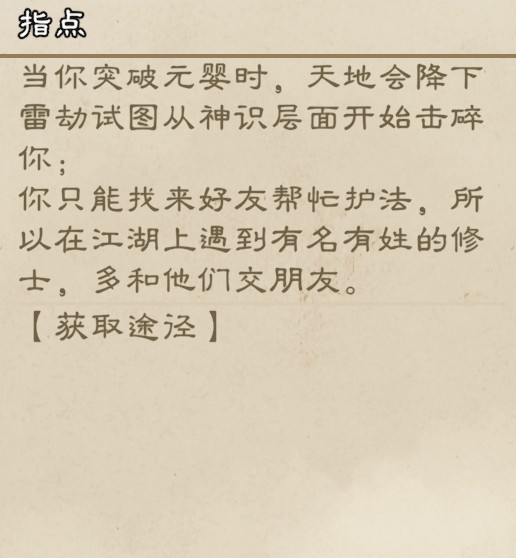 指点
当你突破元婴时，天地会降下
雷劫试图从神识层面开始击碎
你；
你只能找来好友帮忙护法，所
以在江湖上遇到有名有姓的修
士，多和他们交朋友。
【获取途径】